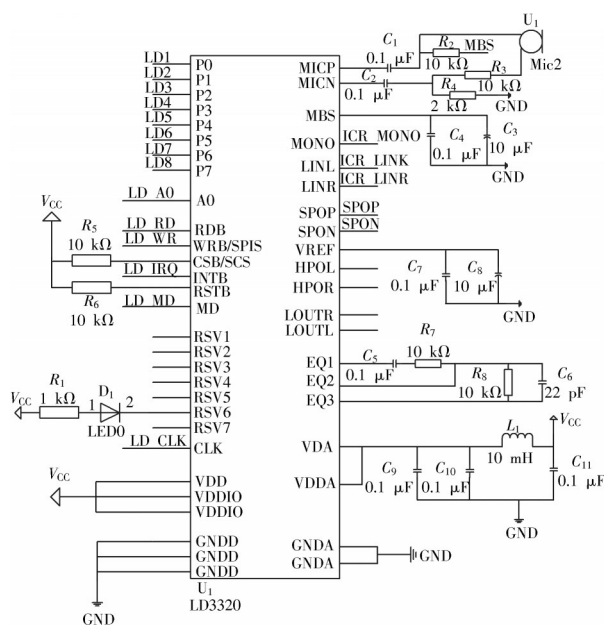 LD1
LD2
LD3
LD4
LD5
LD6
LD7
LD8
P0
P1
P2
P3
P4
P5
P6
P7
LD A0
A0
VCC
R5
10 kΩ
R6
10 kΩ
LD RD
LD WR
LD IRQ
LD MD
RDB
WRB/SPIS
CSB/SCS
INTB
RSTB
MD
RSV1
RSV2
RSV3
RSV4
RSV5
RSV6
RSV7
VCC
R1
1 kΩ
D1
1
2
LED0
LD CLK
CLK
VCC
VDD
VDDIO
VDDIO
GNDD
GNDD
GNDD
GND
U1
LD3320
MICP
MICN
MBS
MONO
LINL
LINR
SPOP
SPON
VREF
HPOL
HPOR
LOUTR
LOUTL
EQ1
EQ2
EQ3
VDA
VDDA
GNDA
GNDA
C1
0.1 μF
C2
0.1 μF
R2
10 kΩ
MBS
R3
10 kΩ
R4
2 kΩ
GND
U1
Mic2
C4
0.1 μF
C3
10 μF
GND
ICR MONO
ICR LINK
ICR LINR
SPOP
SPON
C7
0.1 μF
C8
10 μF
GND
C5
0.1 μF
R7
10 kΩ
R8
10 kΩ
C6
22 pF
C9
0.1 μF
C10
0.1 μF
L1
10 mH
VCC
C11
0.1 μF
GND
GND